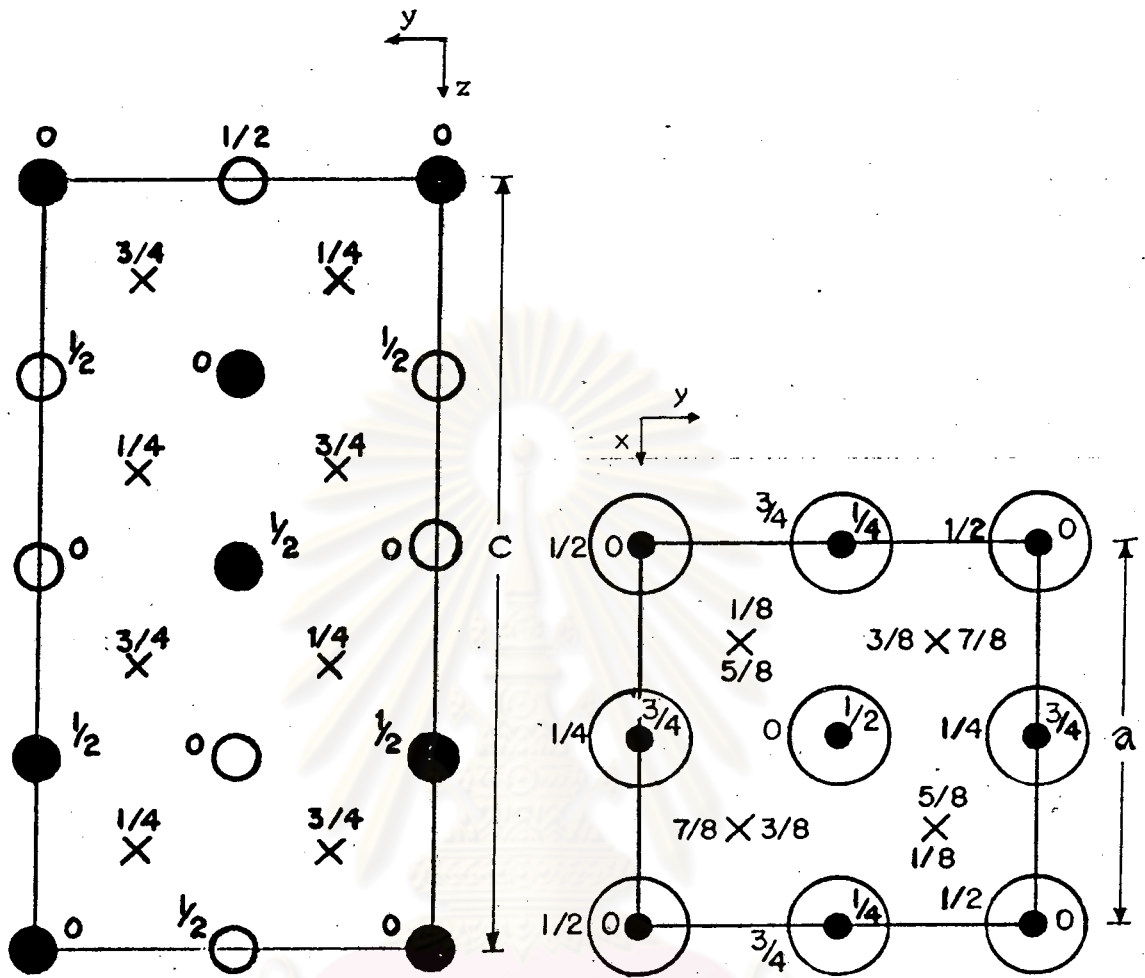 y
z
0 1/2 0
3/4 1/4
1/2 0 1/2
1/4 3/4
0 1/2 0 C
3/4 1/4
1/2 0 1/2
1/4 3/4
0 1/2 0
y
x
1/2 0 3/4 1/4 1/2 0
1/8
5/8
3/8 7/8
1/4 3/4 0 1/2 1/4 3/4
a
7/8 3/8
5/8
1/8
1/2 0 3/4 1/4 1/2 0